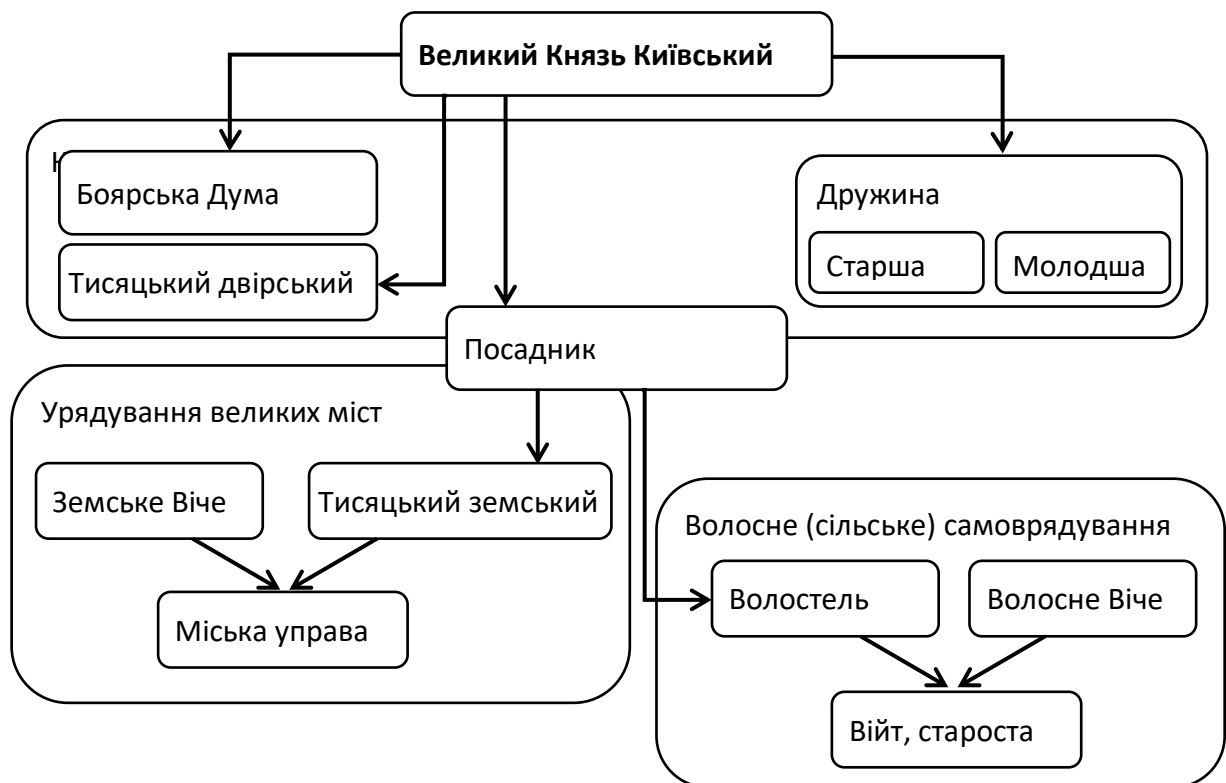 Великий Князь Київський
Боярська Дума
Тисяцький двірський
Дружина
Старша
Молодша
Посадник
Урядування великих міст
Земське Віче
Тисяцький земський
Міська управа
Волосне (сільське) самоврядування
Волостель
Волосне Віче
Війт, староста